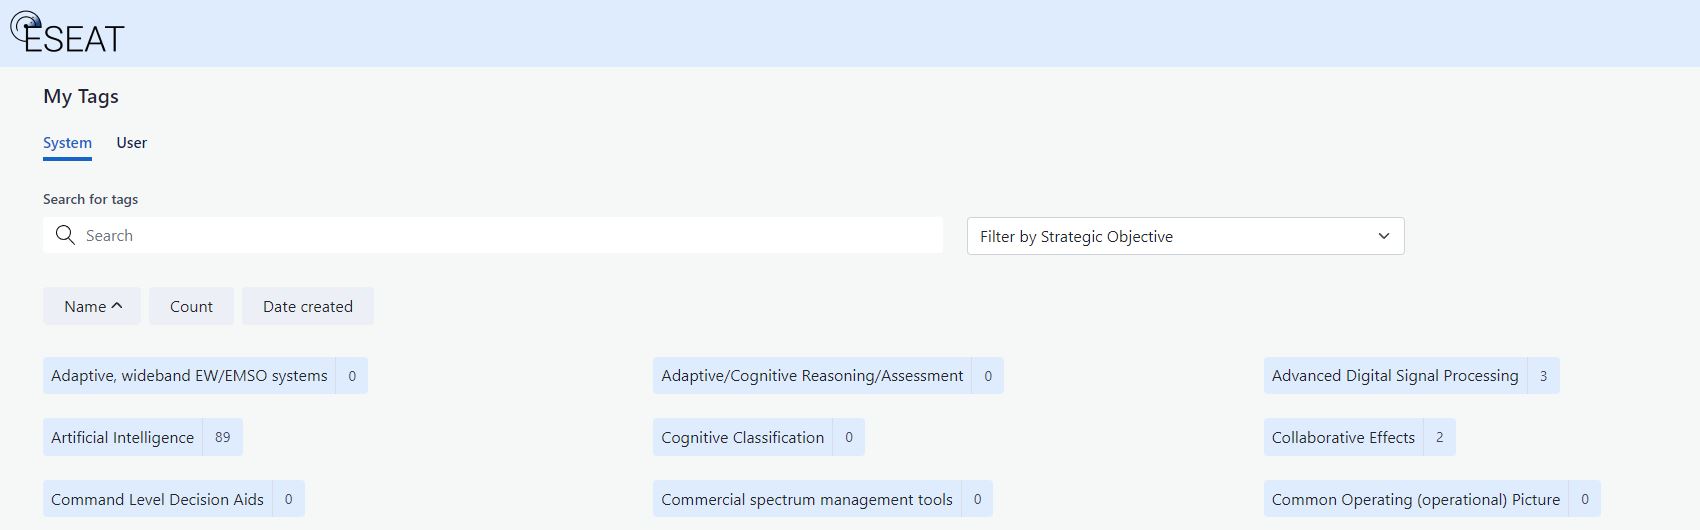 ESEAT
My Tags
System User
Search for tags
Search
Filter by Strategic Objective
Name Count Date created
Adaptive, wideband EW/EMSO systems 0
Adaptive/Cognitive Reasoning/Assessment 0
Advanced Digital Signal Processing 3
Artificial Intelligence 89
Cognitive Classification 0
Collaborative Effects 2
Command Level Decision Aids 0
Commercial spectrum management tools 0
Common Operating (operational) Picture 0